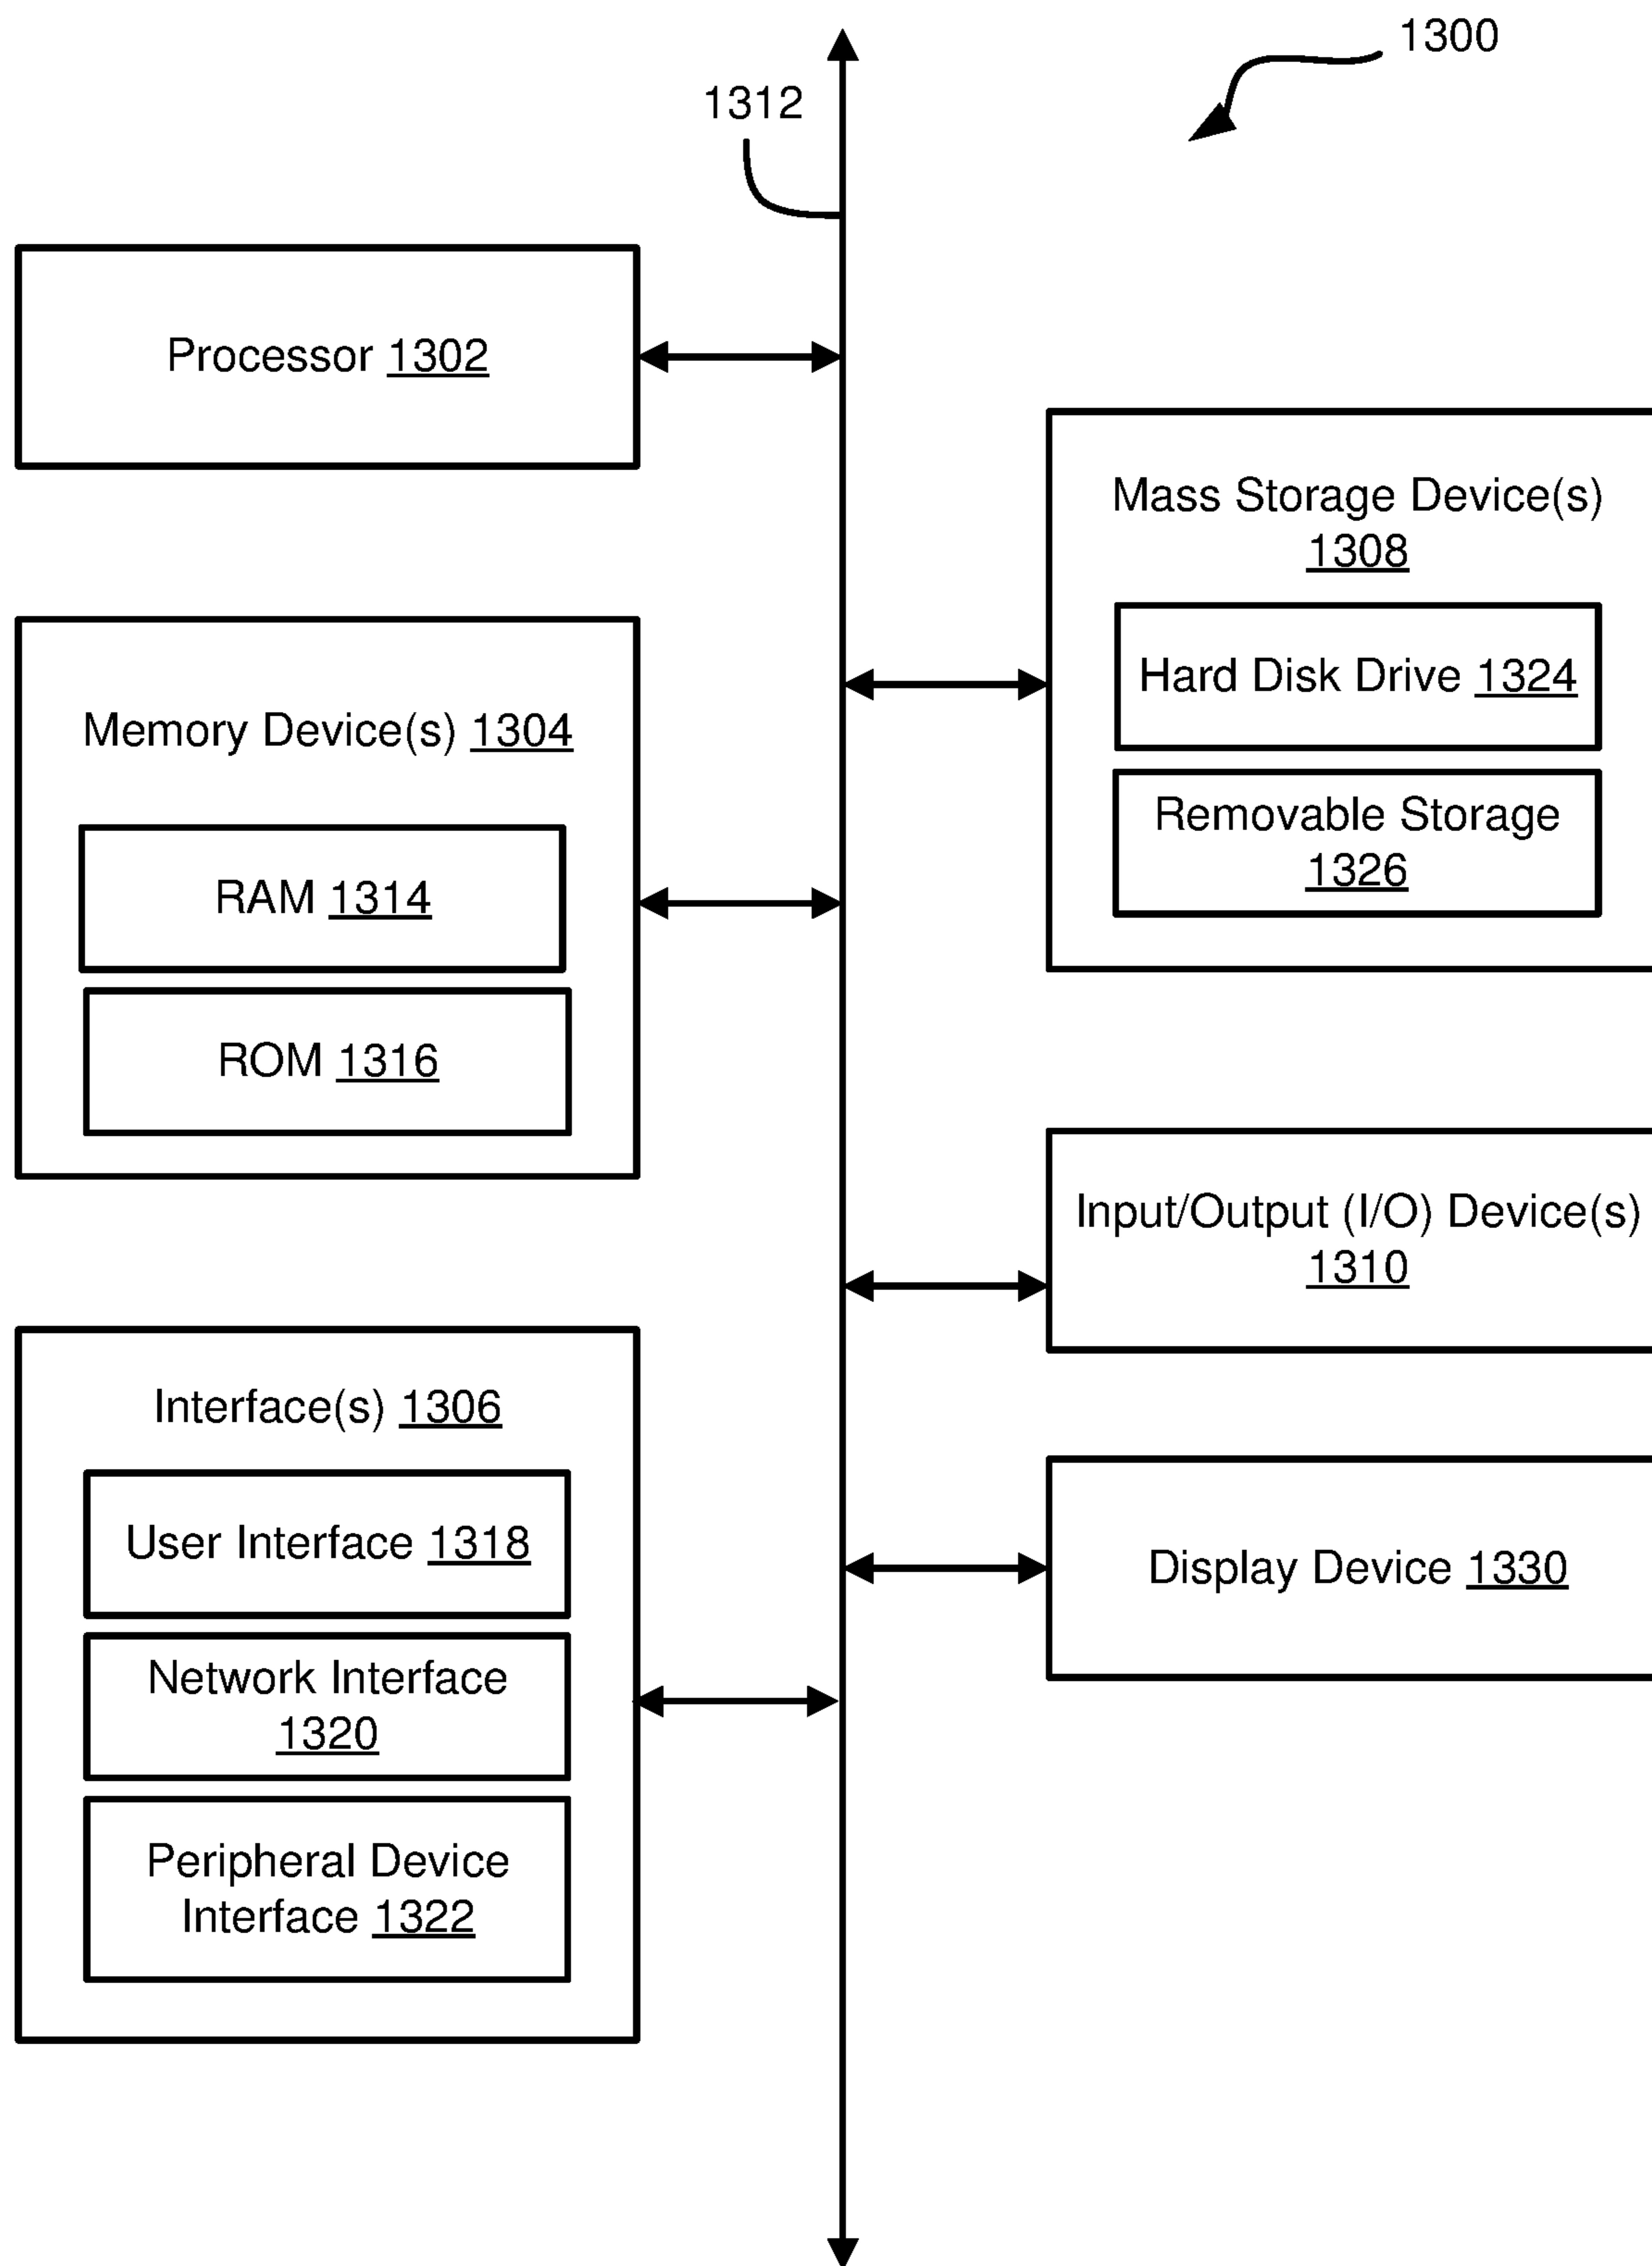 1300
1312
Processor 1302
Mass Storage Device(s)
1308
Hard Disk Drive 1324
Removable Storage
1326
Memory Device(s) 1304
RAM 1314
ROM 1316
Input/Output (I/O) Device(s)
1310
Interface(s) 1306
User Interface 1318
Network Interface
1320
Peripheral Device
Interface 1322
Display Device 1330